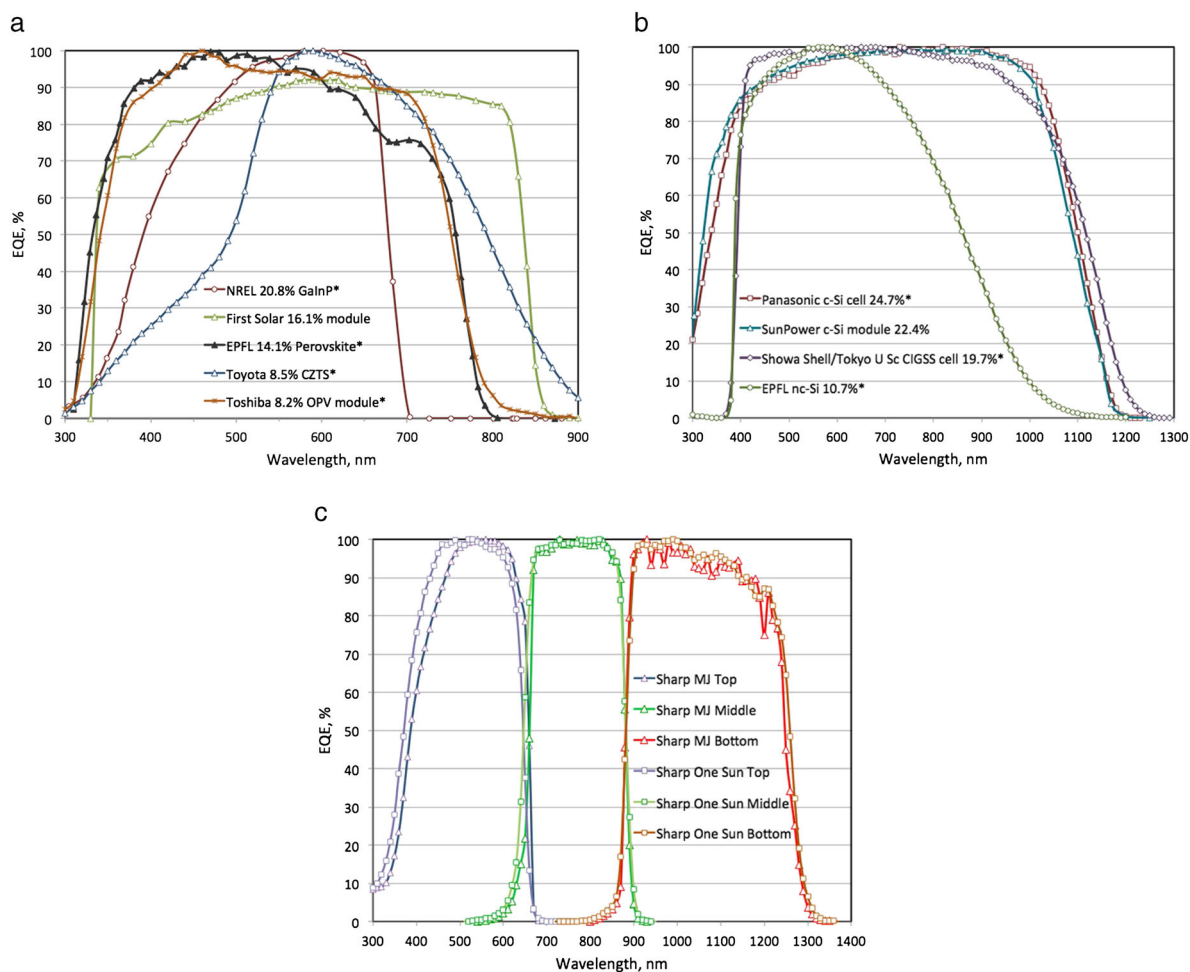 a
100
90
80
70
60
50
40
30
20
10
0
EQE, %
300 400 500 600 700 800 900
Wavelength, nm
NREL 20.8% GaInP*
First Solar 16.1% module
EPFL 14.1% Perovskite*
Toyota 8.5% CZTS*
Toshiba 8.2% OPV module*
b
100
90
80
70
60
50
40
30
20
10
0
EQE, %
300 400 500 600 700 800 900 1000 1100 1200 1300
Wavelength, nm
Panasonic c-Si cell 24.7%*
SunPower c-Si module 22.4%
Showa Shell/Tokyo U Sc CIGSS cell 19.7%*
EPFL nc-Si 10.7%*
c
100
90
80
70
60
50
40
30
20
10
0
EQE, %
300 400 500 600 700 800 900 1000 1100 1200 1300 1400
Wavelength, nm
Sharp MJ Top
Sharp MJ Middle
Sharp MJ Bottom
Sharp One Sun Top
Sharp One Sun Middle
Sharp One Sun Bottom